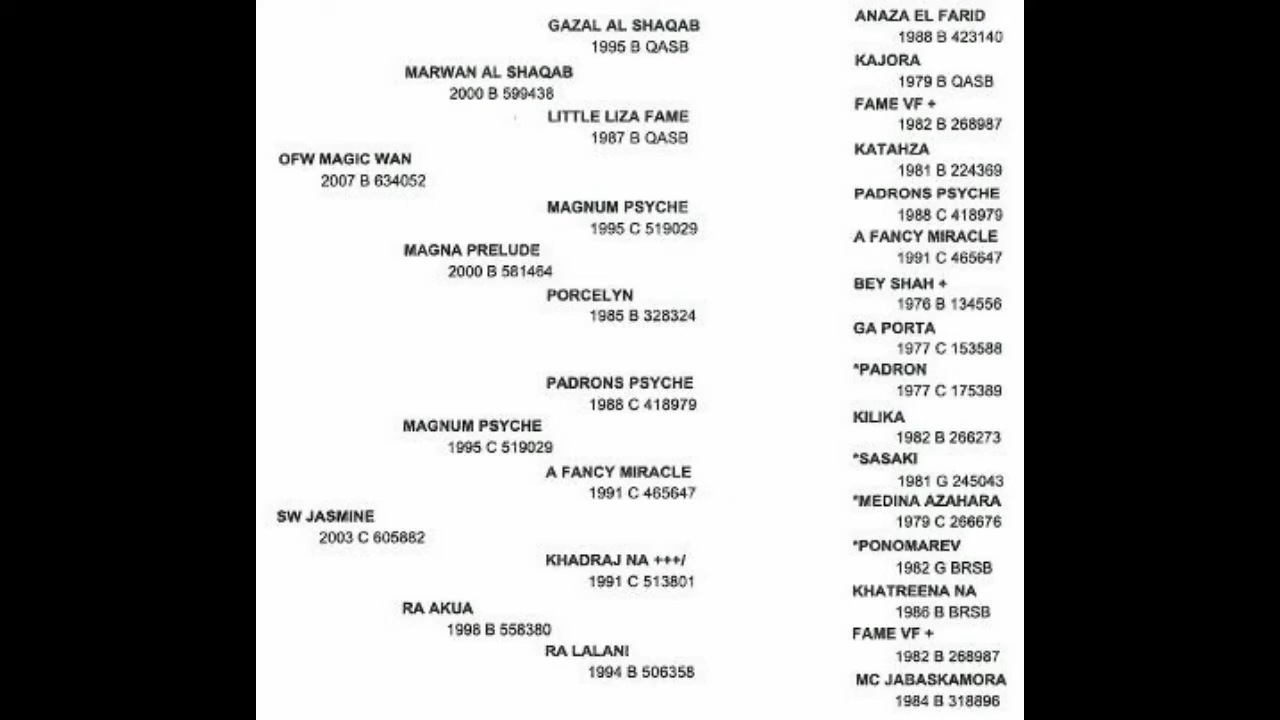 GAZAL AL SHAQAB
1995 B QASB
MARWAN AL SHAQAB
2000 B 599438
LITTLE LIZA FAME
1987 B QASB
OFW MAGIC WAN
2007 B 634052
MAGNUM PSYCHE
1995 C 519029
MAGNA PRELUDE
2000 B 581464
PORCELYN
1985 B 328324
PADRONS PSYCHE
1988 C 418979
MAGNUM PSYCHE
1995 C 519029
A FANCY MIRACLE
1991 C 465647
SW JASMINE
2003 C 605882
KHADRAJ NA +++/
1991 C 513801
RA AKUA
1998 B 558380
RA LALANI
1994 B 506358
ANAZA EL FARID
1988 B 423140
KAJORA
1979 B QASB
FAME VF +
1982 B 268987
KATAHZA
1981 B 224369
PADRONS PSYCHE
1988 C 418979
A FANCY MIRACLE
1991 C 465647
BEY SHAH +
1976 B 134556
GA PORTA
1977 C 153588
*PADRON
1977 C 175389
KILIKA
1982 B 266273
*SASAKI
1981 G 245043
*MEDINA AZAHARA
1979 C 266676
*PONOMAREV
1982 G BRSB
KHATREENA NA
1986 B BRSB
FAME VF +
1982 B 268987
MC JABASKAMORA
1984 B 318896